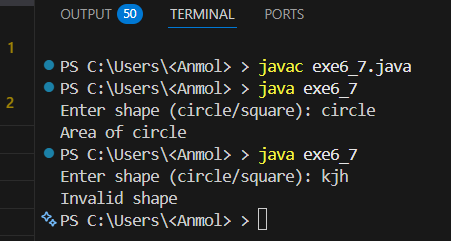 OUTPUT 50 TERMINAL PORTS
1
PS C:\Users\<Anmol> > javac exe6_7.java
PS C:\Users\<Anmol> > java exe6_7
2
Enter shape (circle/square): circle
Area of circle
PS C:\Users\<Anmol> > java exe6_7
Enter shape (circle/square): kjh
Invalid shape
PS C:\Users\<Anmol> >